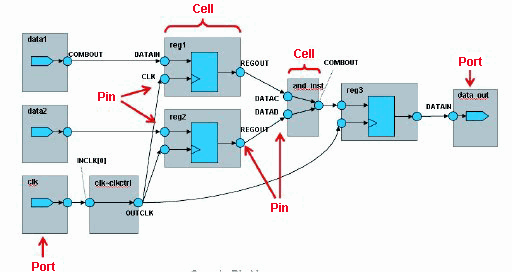 Cell
data1
COMBOUT
DATAIN
reg1
CLK
REGOUT
Cell
COMBOUT
Port
Pin
and_inst
DATAC
DATAD
reg3
data_out
DATAIN
data2
reg2
REGOUT
Pin
clk
INCLK[0]
clk~clkctrl
OUTCLK
Port